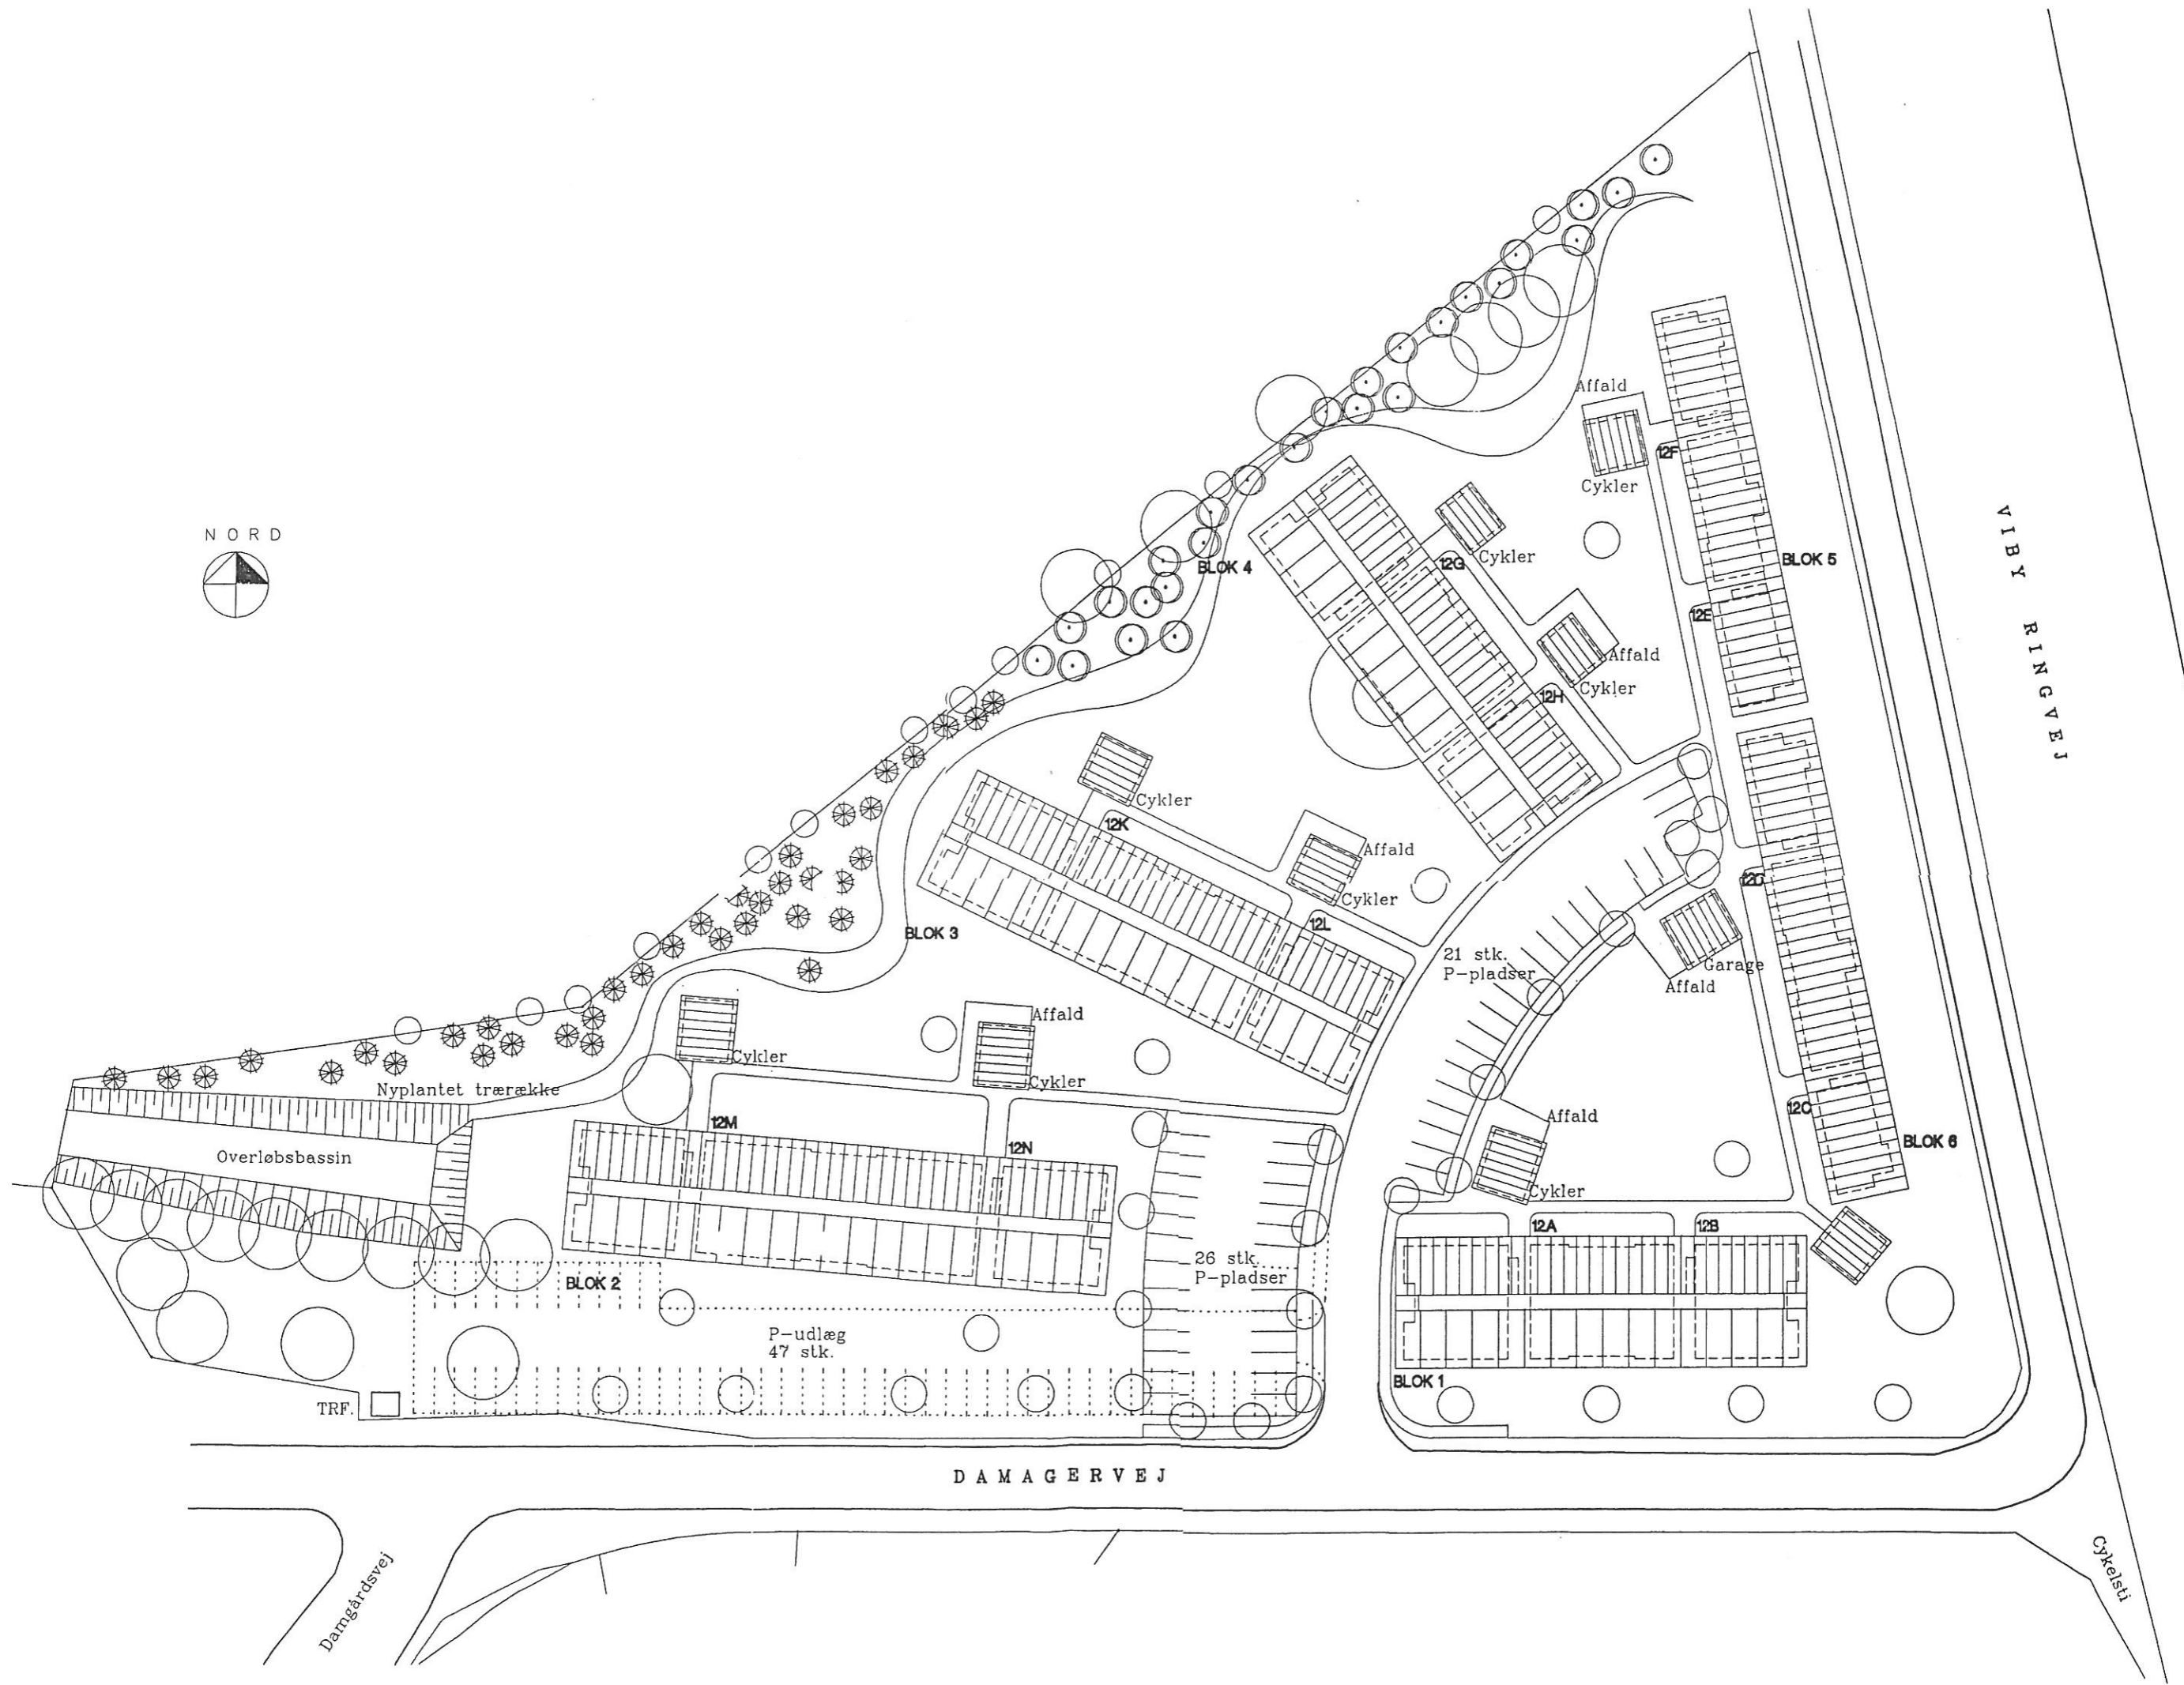 NORD
VIBY RINGVEJ
Affald
12F
Cykler
12G
Cykler
BLOK 4
BLOK 5
12E
Affald
Cykler
12H
Cykler
12K
Affald
12D
Cykler
12L
BLOK 3
21 stk.
P-pladser
Garage
Affald
Affald
Cykler
Cykler
Nyplantet trærække
12C
Affald
12M
12N
BLOK 6
Overløbsbassin
Cykler
12A
12B
26 stk.
P-pladser
BLOK 2
P-udlæg
47 stk.
BLOK 1
TRF.
DAMAGERVEJ
Damgårdsvej
Cykelsti